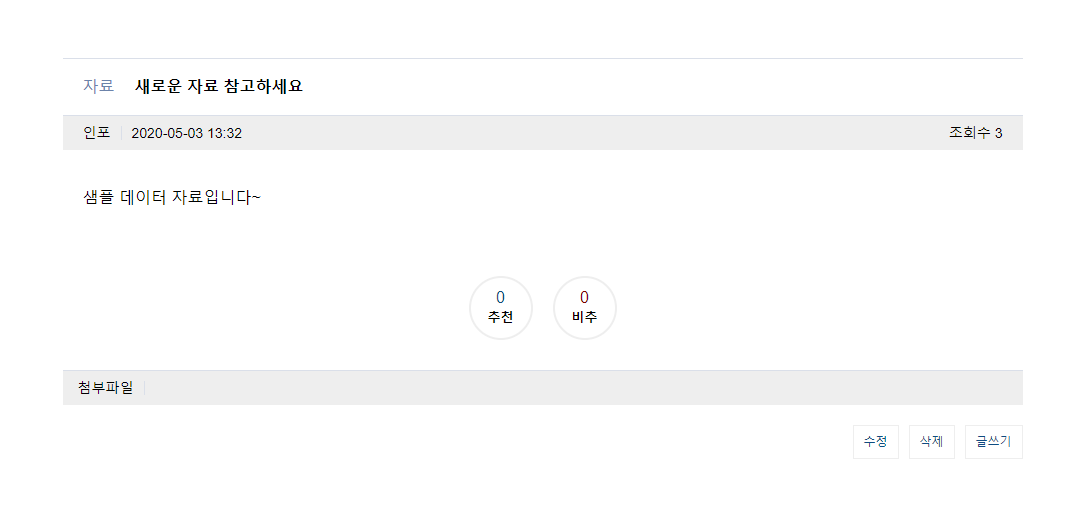 자료 새로운 자료 참고하세요
인포 2020-05-03 13:32 조회수 3
샘플 데이터 자료입니다~
0 0
추천 비추
첨부파일
수정 삭제 글쓰기